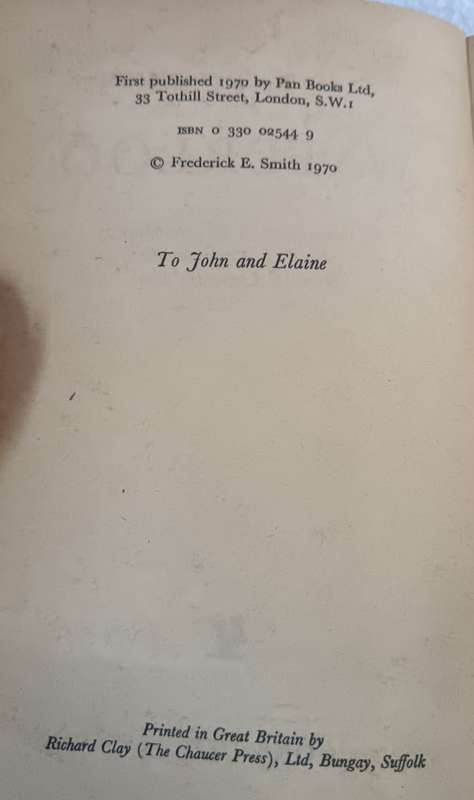 First published 1970 by Pan Books Ltd,
33 Tothill Street, London, S.W.1
ISBN 0 330 02544 9
© Frederick E. Smith 1970
To John and Elaine
Printed in Great Britain by
Richard Clay (The Chaucer Press), Ltd, Bungay, Suffolk